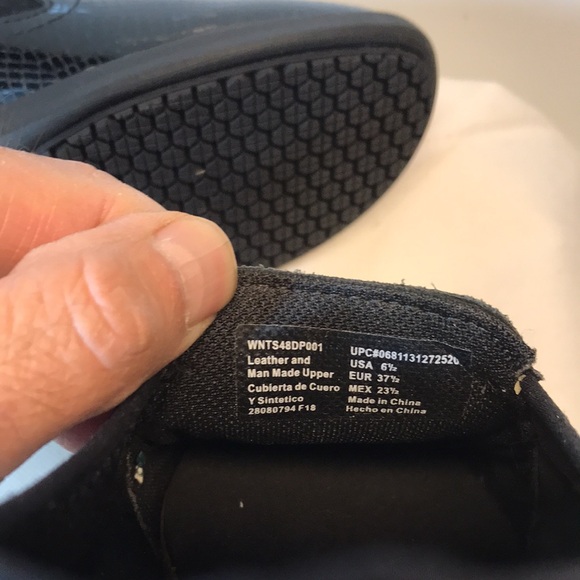 WNTS48DP001
Leather and
Man Made Upper
Cubierta de Cuero
Y Sintetico
28080794 F18
UPC#068113127252
USA 6½
EUR 37½
MEX 23½
Made in China
Hecho en China